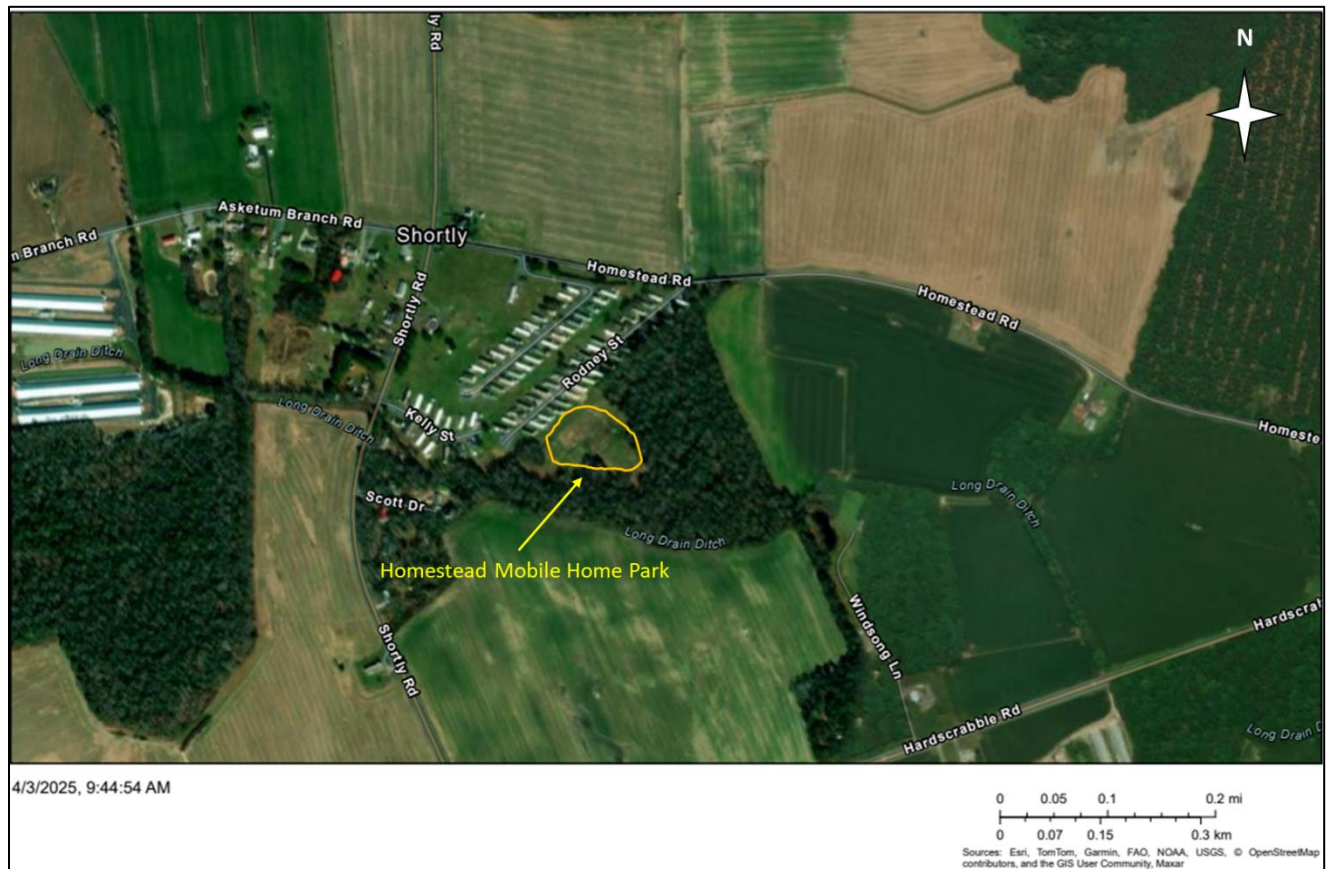 ly Rd
N
Asketum Branch Rd
n Branch Rd
Shortly
Homestead Rd
Homestead Rd
Shortly Rd
Rodney St
Long Drain Ditch
Long Drain Ditch
Kelly St
Homeste
Long Drain Ditch
Scott Dr
Long Drain Ditch
Homestead Mobile Home Park
Windsong Ln
Hardscrab
Shortly Rd
Hardscrabble Rd
Long Drain D
4/3/2025, 9:44:54 AM
0 0.05 0.1 0.2 mi
0 0.07 0.15 0.3 km
Sources: Esri, TomTom, Garmin, FAO, NOAA, USGS, © OpenStreetMap
contributors, and the GIS User Community, Maxar